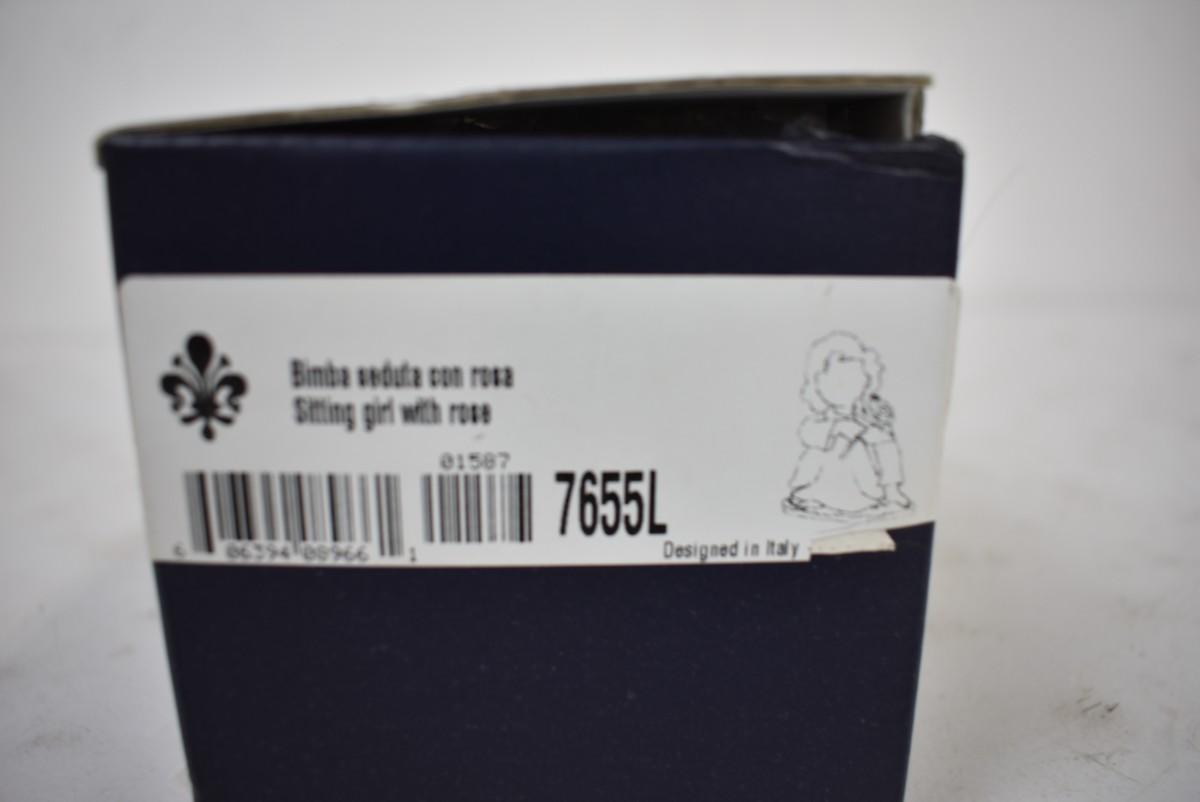 Bimba seduta con rosa
Sitting girl with rose
01587
7655L
6 06394 08966 1
Designed in Italy